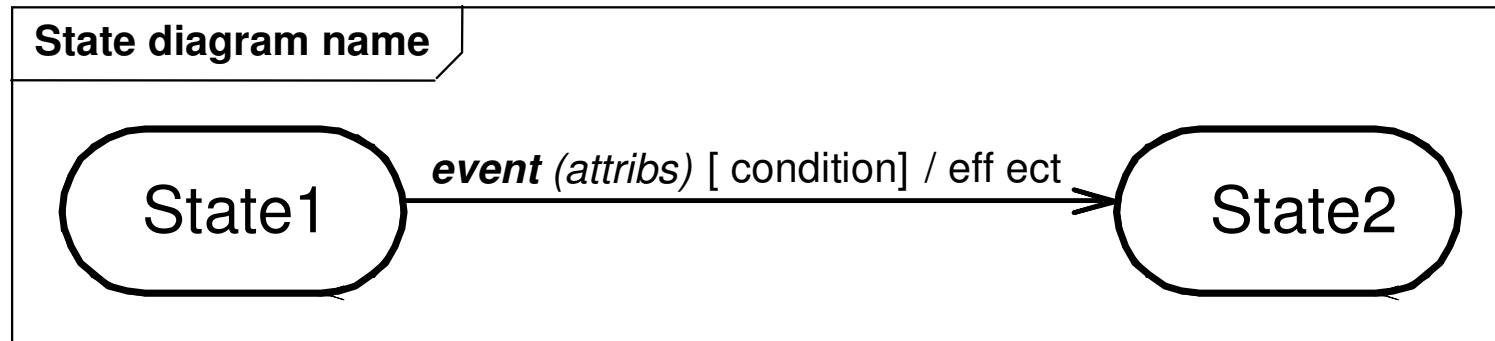 State diagram name
event (attribs) [ condition] / eff ect
State1
State2